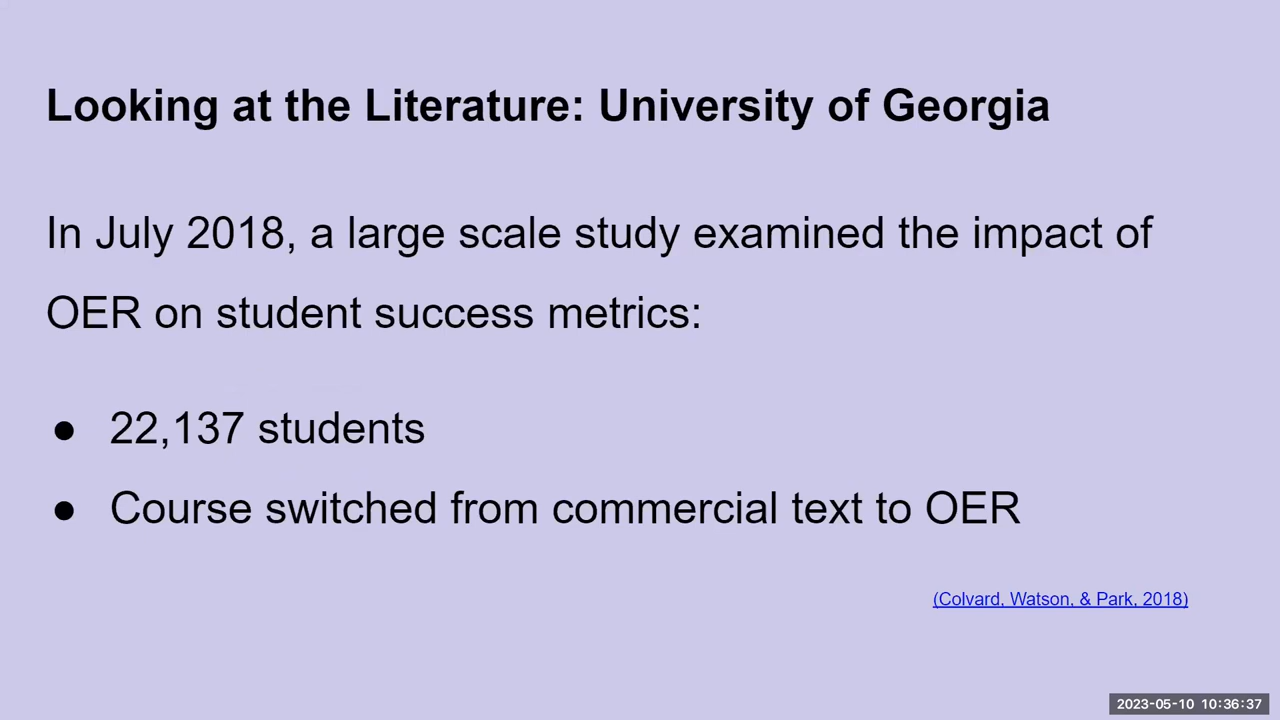 Looking at the Literature: University of Georgia
In July 2018, a large scale study examined the impact of
OER on student success metrics:
● 22,137 students
● Course switched from commercial text to OER
(Colvard, Watson, & Park, 2018)
2023-05-10 10:36:37